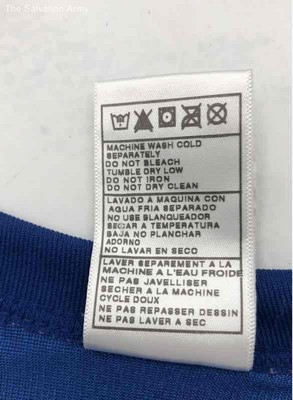 The Salvation Army
MACHINE WASH COLD
SEPARATELY
DO NOT BLEACH
TUMBLE DRY LOW
DO NOT IRON
DO NOT DRY CLEAN
LAVADO A MAQUINA CON
AGUA FRIA SEPARADO
NO USE BLANQUEADOR
SECAR A TEMPERATURA
BAJA NO PLANCHAR
ADORNO
NO LAVAR EN SECO
LAVER SEPAREMENT A LA
MACHINE A L'EAU FROIDE
NE PAS JAVELLISER
SECHER A LA MACHINE
CYCLE DOUX
NE PAS REPASSER DESSIN
NE PAS LAVER A SEC